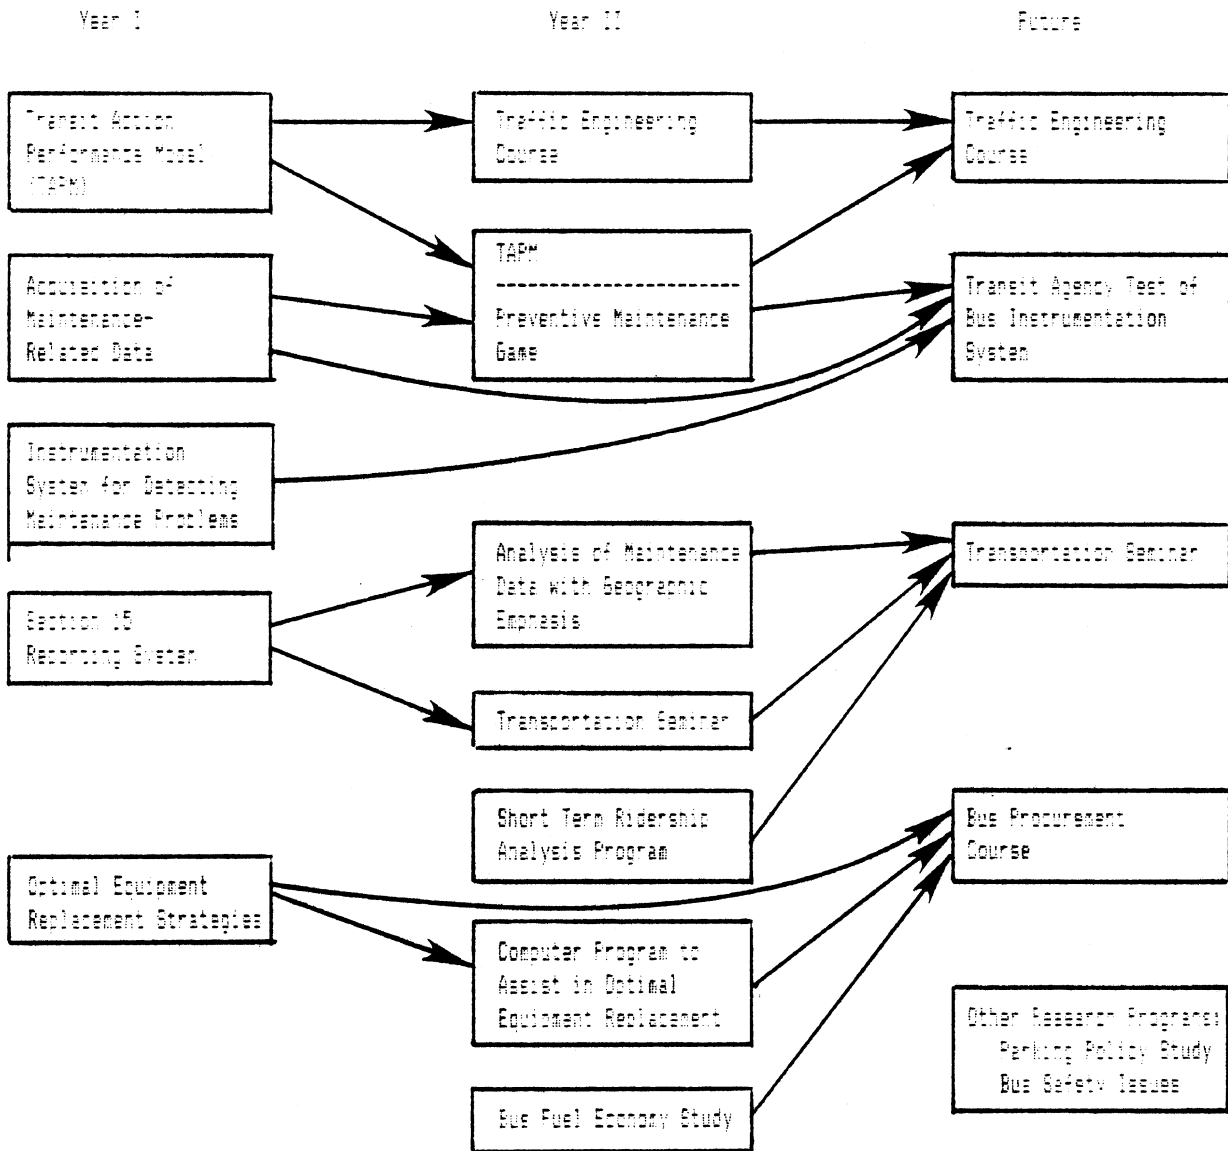 Year I
Year II
Future
Transit Action
Performance Model
(TAPM)
Acquisition of
Maintenance-
Related Data
Instrumentation
System for Detecting
Maintenance Problems
Section 15
Reporting System
Optimal Equipment
Replacement Strategies
Traffic Engineering
Course
TAPM
Preventive Maintenance
Game
Analysis of Maintenance
Data with Geographic
Emphasis
Transportation Seminar
Short Term Ridership
Analysis Program
Computer Program to
Assist in Optimal
Equipment Replacement
Bus Fuel Economy Study
Traffic Engineering
Course
Transit Agency Test of
Bus Instrumentation
System
Transportation Seminar
Bus Procurement
Course
Other Research Programs:
Parking Policy Study
Bus Safety Issues